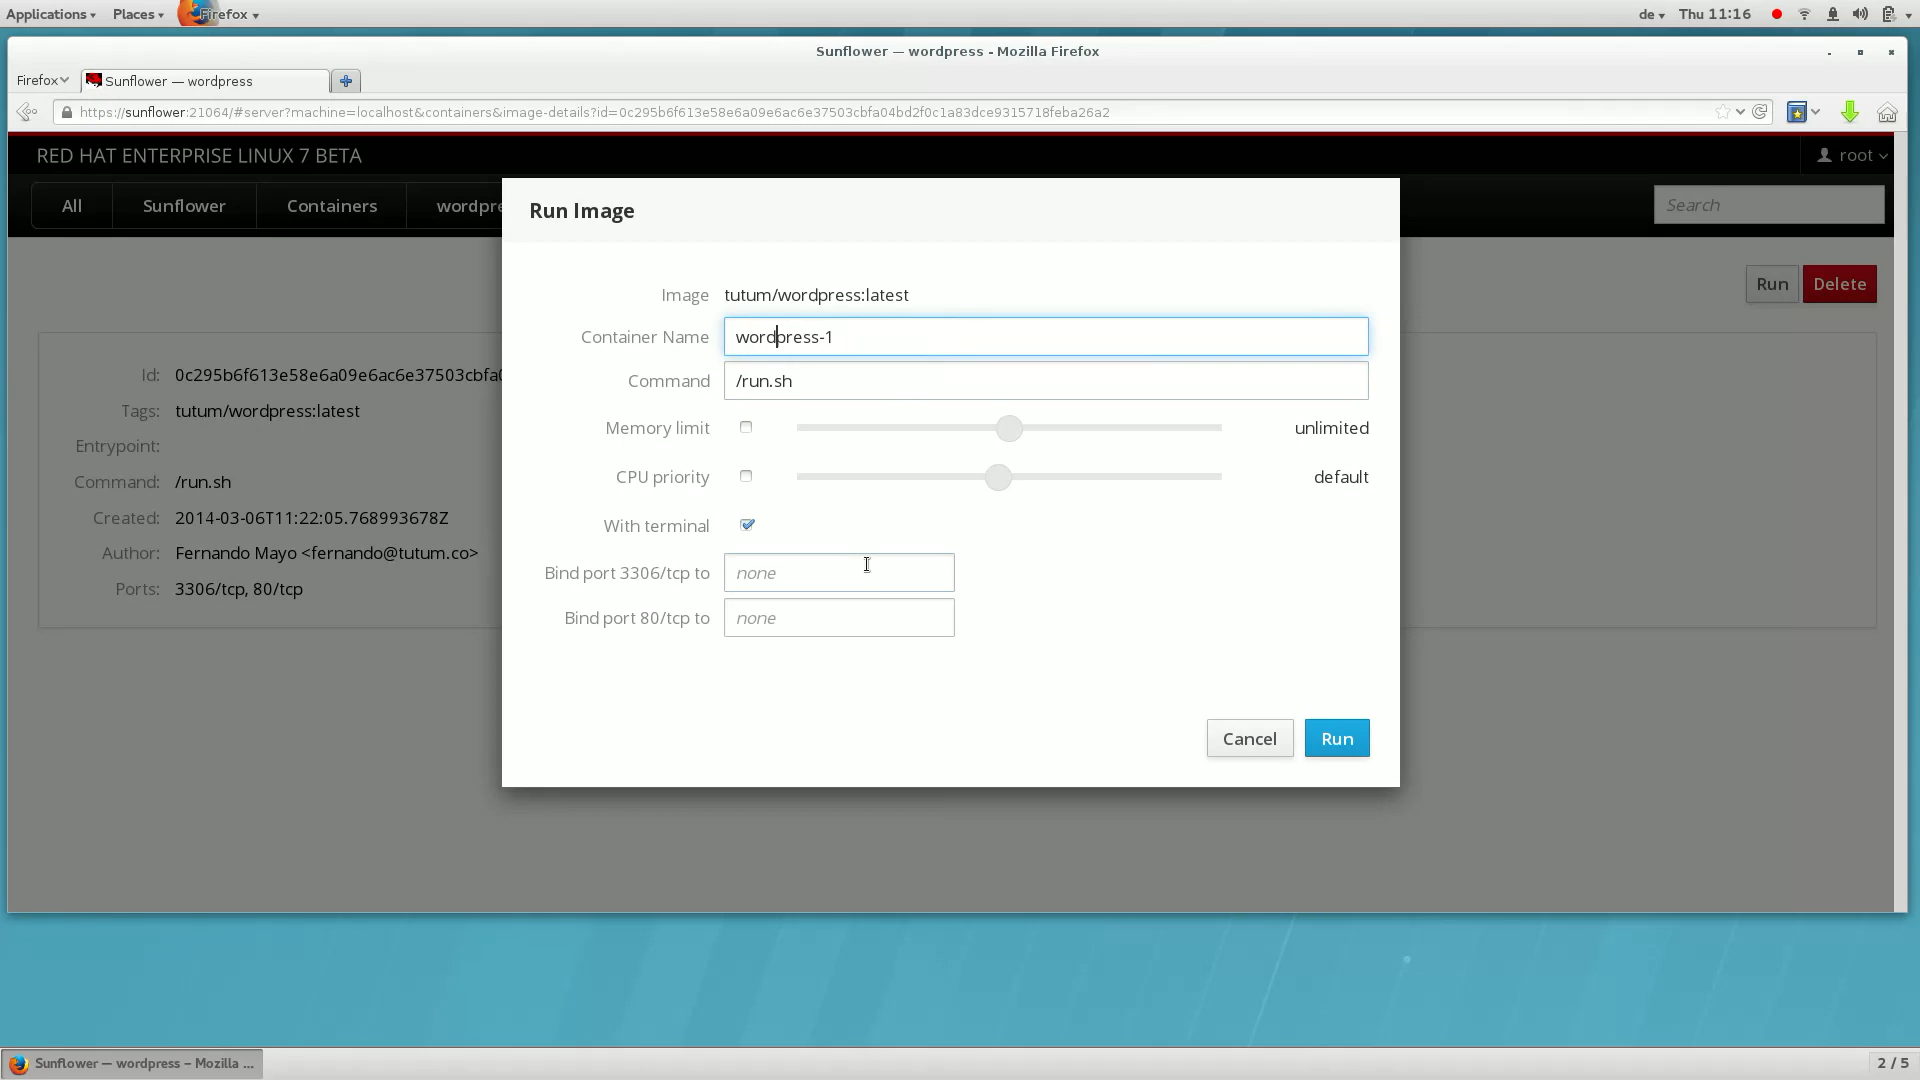 Applications Places Firefox de Thu 11:16
Sunflower — wordpress - Mozilla Firefox
Firefox Sunflower — wordpress
https://sunflower:21064/#server?machine=localhost&containers&image-details?id=0c295b6f613e58e6a09e6ac6e37503cbfa04bd2f0c1a83dce9315718feba26a2
RED HAT ENTERPRISE LINUX 7 BETA root
All Sunflower Containers wordpre Search
Run Delete
Id: 0c295b6f613e58e6a09e6ac6e37503cbfa0
Tags: tutum/wordpress:latest
Entrypoint:
Command: /run.sh
Created: 2014-03-06T11:22:05.768993678Z
Author: Fernando Mayo <fernando@tutum.co>
Ports: 3306/tcp, 80/tcp
Run Image
Image tutum/wordpress:latest
Container Name wordpress-1
Command /run.sh
Memory limit unlimited
CPU priority default
With terminal
Bind port 3306/tcp to none
Bind port 80/tcp to none
Cancel Run
Sunflower — wordpress – Mozilla ... 2 / 5